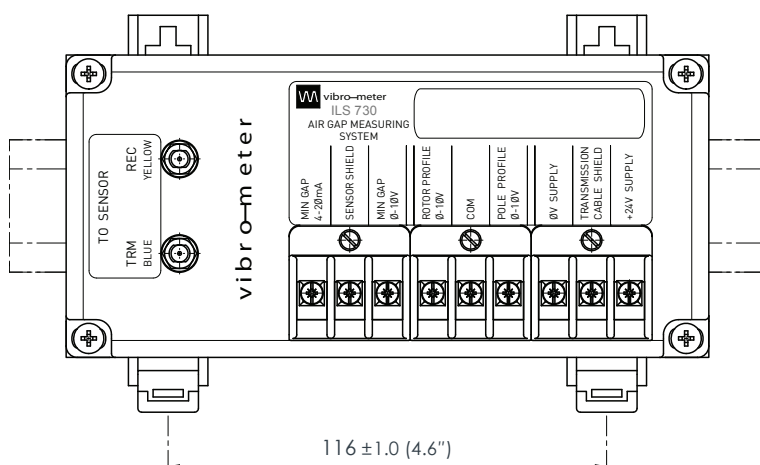 vibro-meter
ILS 730
AIR GAP MEASURING
SYSTEM
TO SENSOR
REC
YELLOW
TRM
BLUE
vibro-meter
MIN GAP
4-20mA
SENSOR SHIELD
MIN GAP
0-10V
ROTOR PROFILE
0-10V
COM
POLE PROFILE
0-10V
0V SUPPLY
TRANSMISSION
CABLE SHIELD
+24V SUPPLY
116 ±1.0 (4.6”)